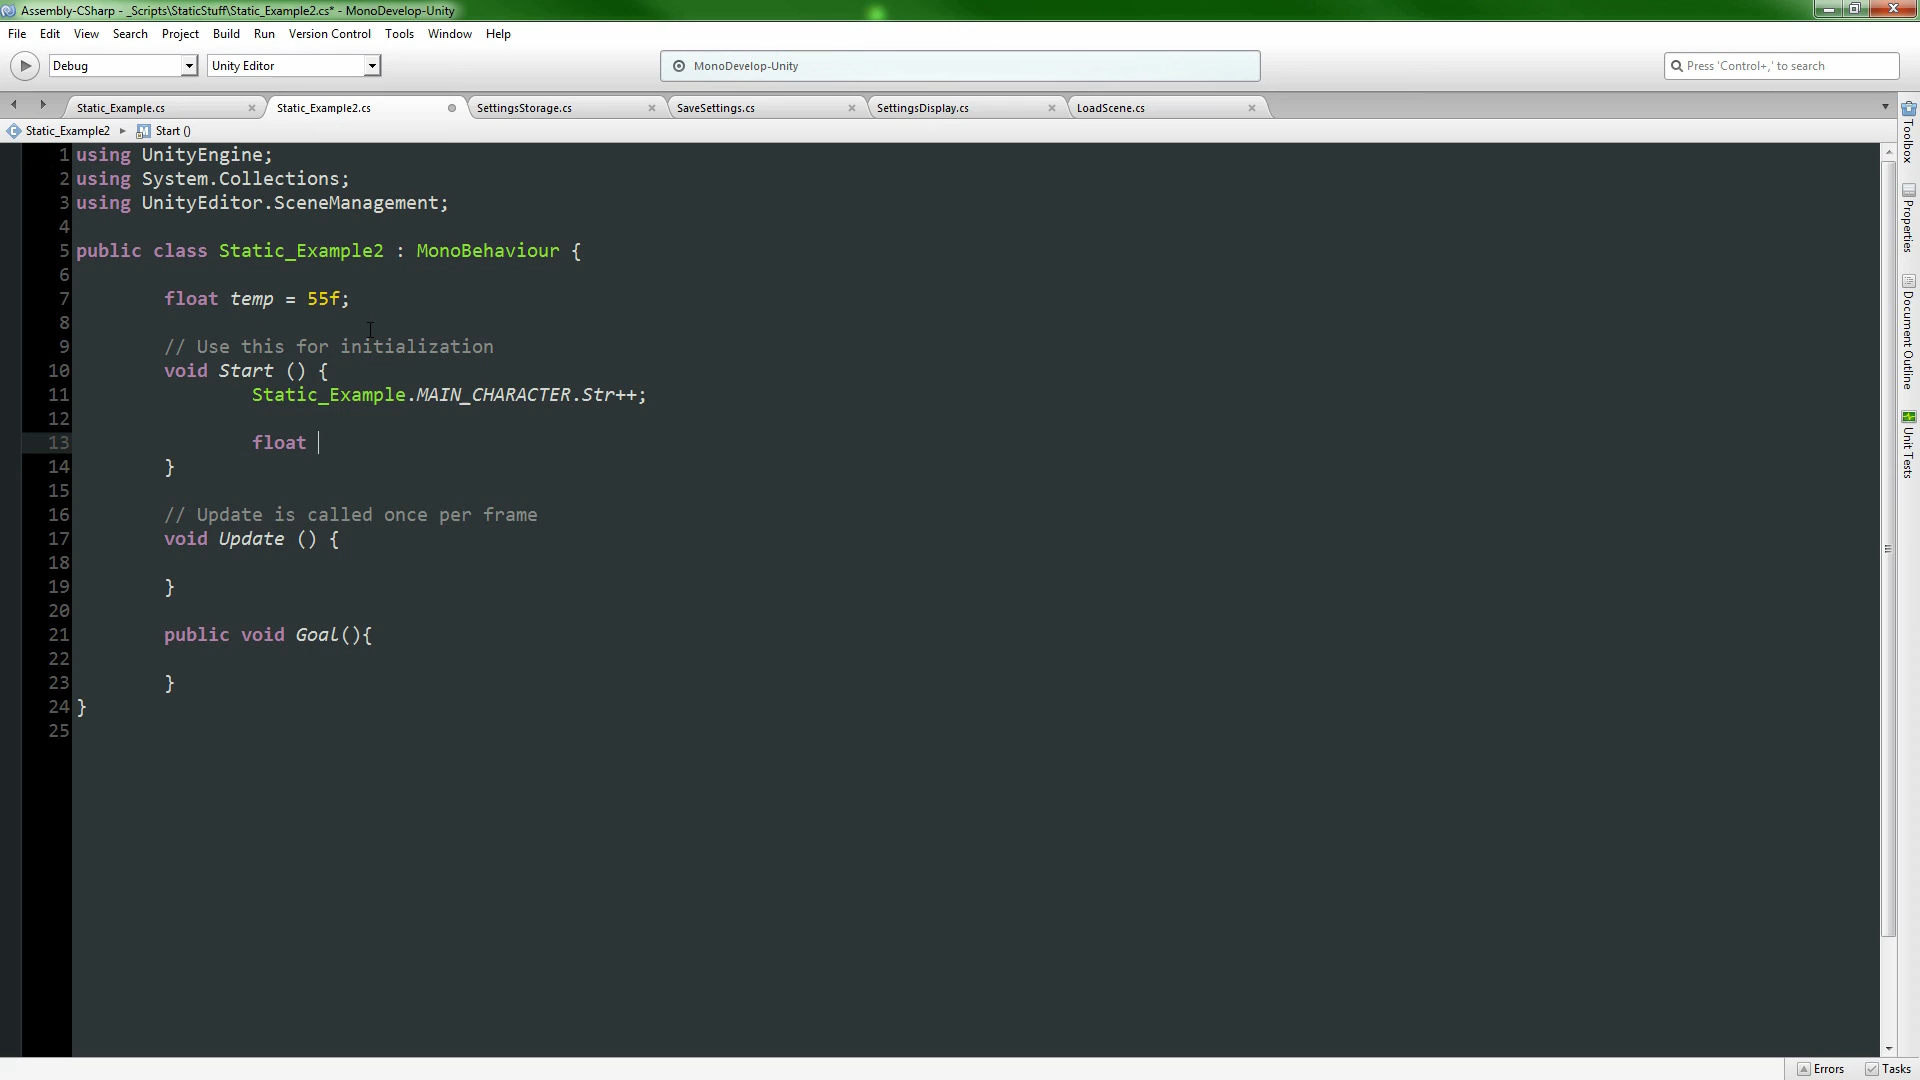 Assembly-CSharp - _Scripts\StaticStuff\Static_Example2.cs* - MonoDevelop-Unity
File Edit View Search Project Build Run Version Control Tools Window Help
Debug Unity Editor MonoDevelop-Unity Press 'Control+,' to search
Static_Example.cs Static_Example2.cs SettingsStorage.cs SaveSettings.cs SettingsDisplay.cs LoadScene.cs
Static_Example2 Start ()
1 using UnityEngine;
2 using System.Collections;
3 using UnityEditor.SceneManagement;
4
5 public class Static_Example2 : MonoBehaviour {
6
7 float temp = 55f;
8
9 // Use this for initialization
10 void Start () {
11 Static_Example.MAIN_CHARACTER.Str++;
12
13 float
14 }
15
16 // Update is called once per frame
17 void Update () {
18
19 }
20
21 public void Goal(){
22
23 }
24 }
25
Toolbox
Properties
Document Outline
Unit Tests
Errors Tasks